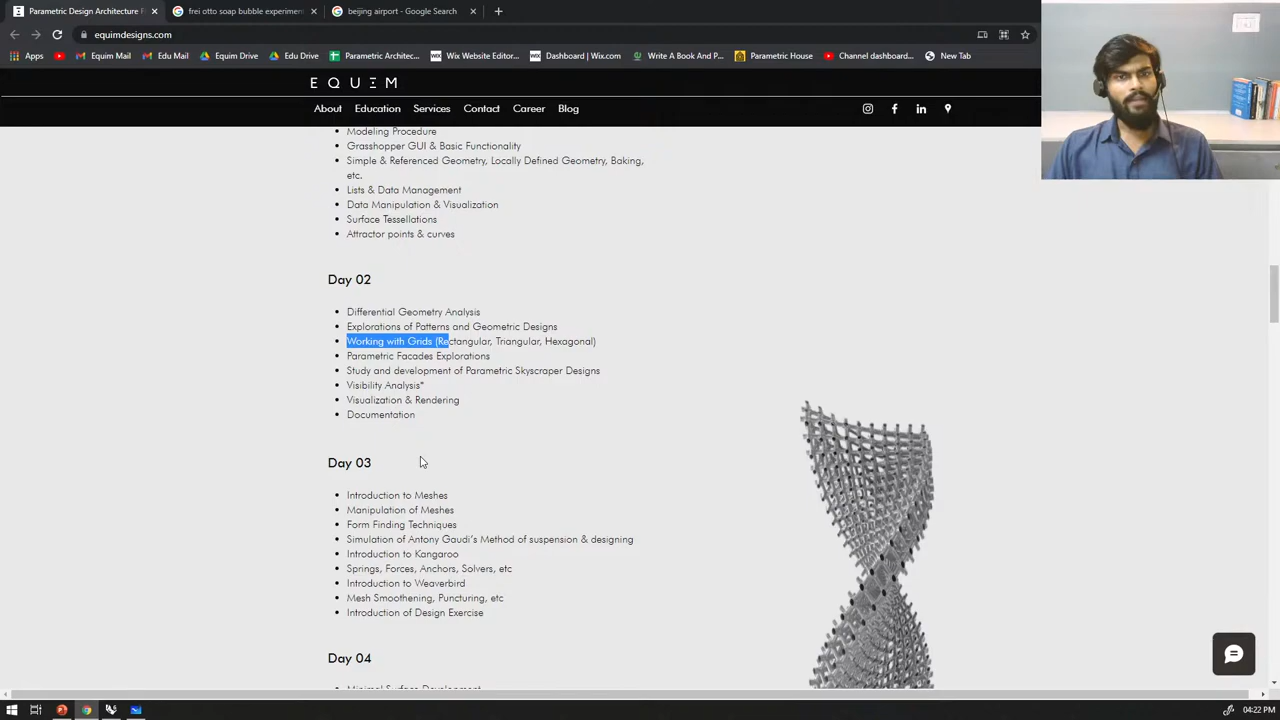 Parametric Design Architecture F
frei otto soap bubble experiment
beijing airport - Google Search
equimdesigns.com
Apps
Equim Mail
Edu Mail
Equim Drive
Edu Drive
Parametric Architec...
Wix Website Editor...
Dashboard | Wix.com
Write A Book And P...
Parametric House
Channel dashboard...
New Tab
EQUIM
About
Education
Services
Contact
Career
Blog
Modeling Procedure
Grasshopper GUI & Basic Functionality
Simple & Referenced Geometry, Locally Defined Geometry, Baking,
etc.
Lists & Data Management
Data Manipulation & Visualization
Surface Tessellations
Attractor points & curves
Day 02
Differential Geometry Analysis
Explorations of Patterns and Geometric Designs
Working with Grids (Rectangular, Triangular, Hexagonal)
Parametric Facades Explorations
Study and development of Parametric Skyscraper Designs
Visibility Analysis*
Visualization & Rendering
Documentation
Day 03
Introduction to Meshes
Manipulation of Meshes
Form Finding Techniques
Simulation of Antony Gaudi's Method of suspension & designing
Introduction to Kangaroo
Springs, Forces, Anchors, Solvers, etc
Introduction to Weaverbird
Mesh Smoothening, Puncturing, etc
Introduction of Design Exercise
Day 04
Minimal Surface Development
04:22 PM